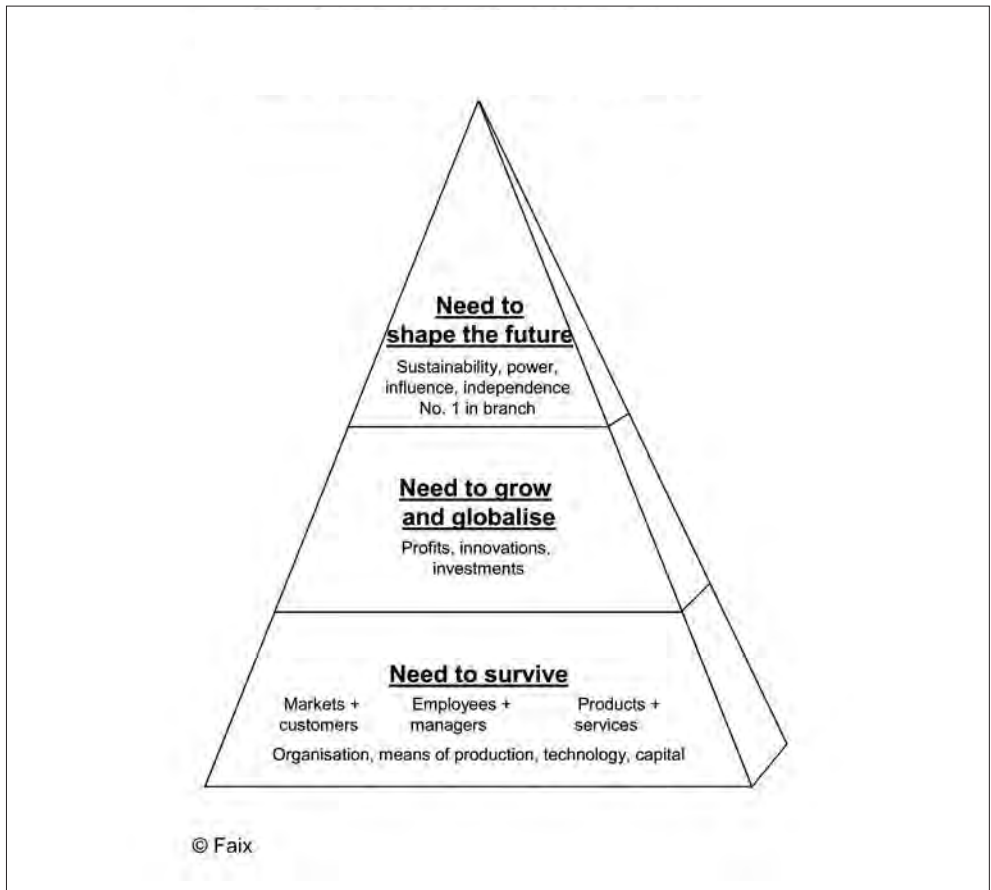 Need to
shape the future
Sustainability, power,
influence, independence
No. 1 in branch
Need to grow
and globalise
Profits, innovations,
investments
Need to survive
Markets + Employees + Products +
customers managers services
Organisation, means of production, technology, capital
© Faix